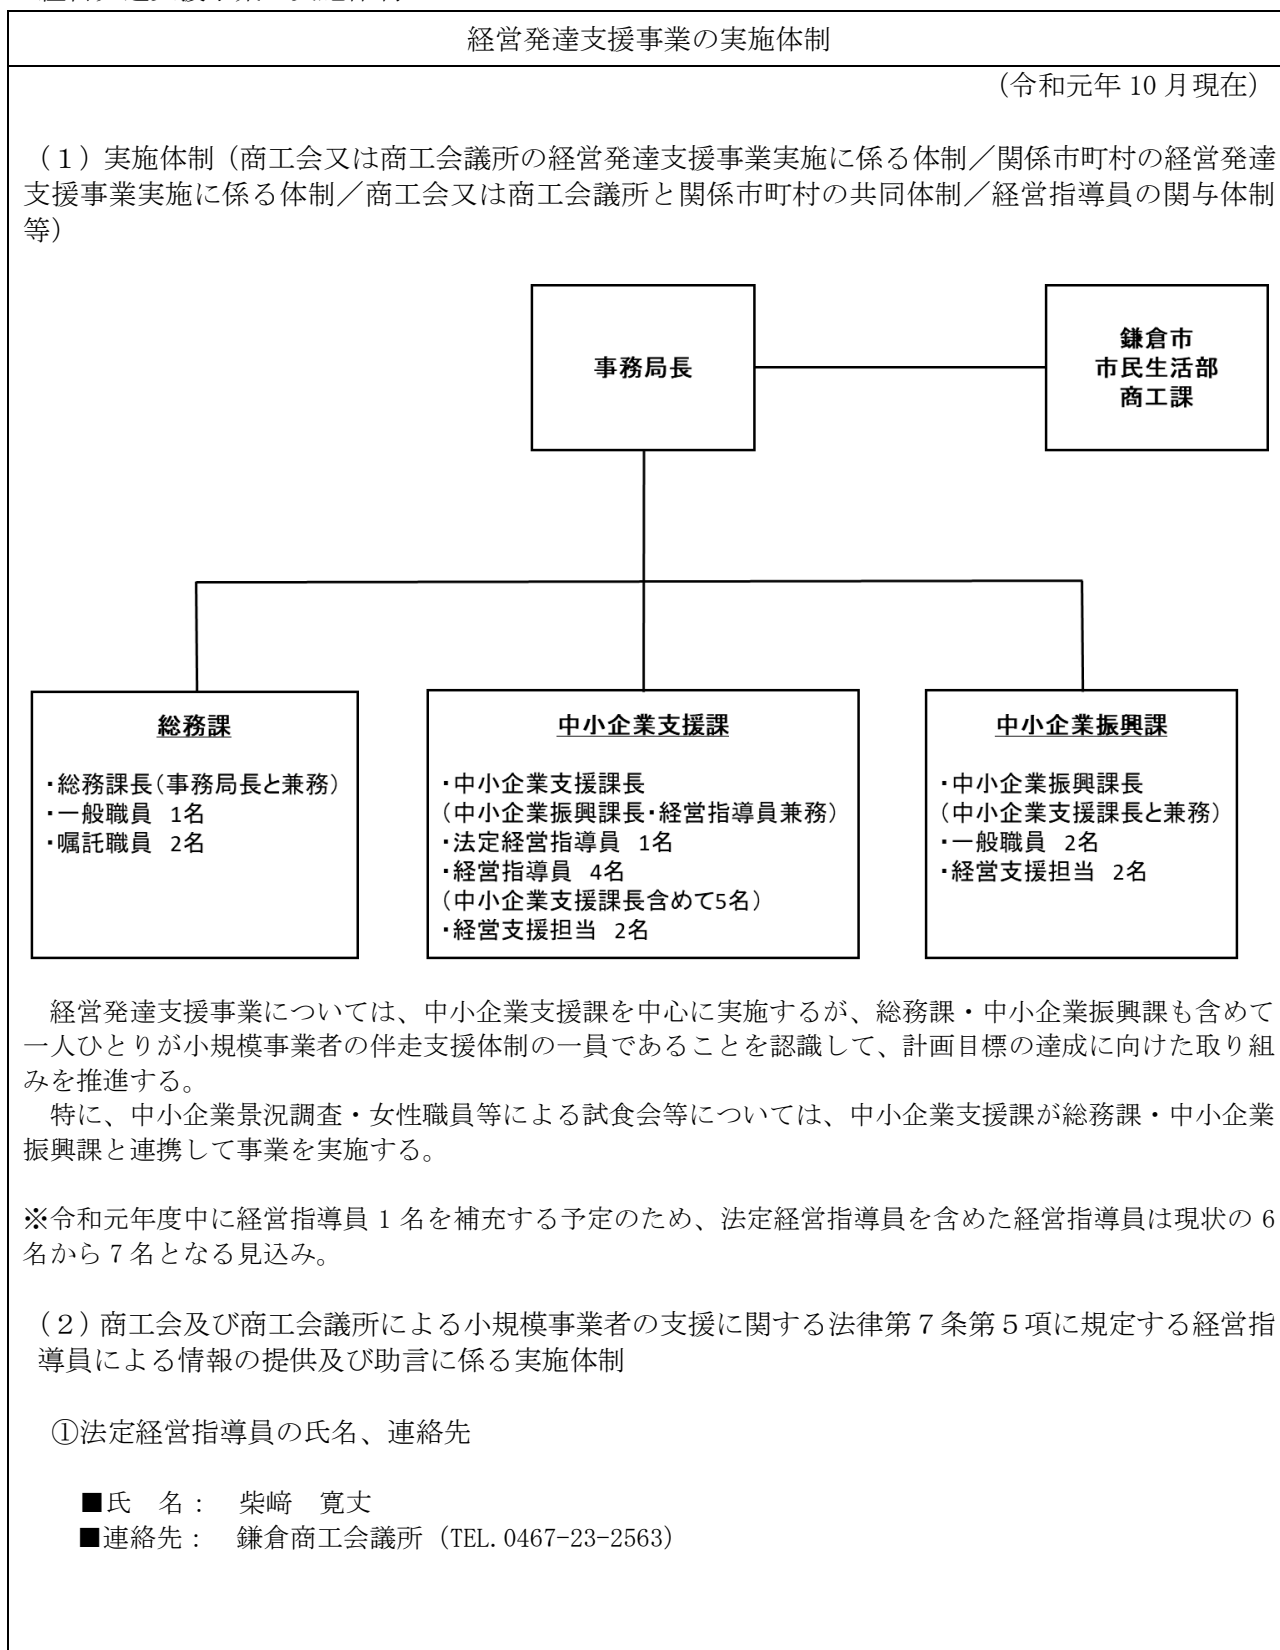 経営発達支援事業の実施体制
（令和元年 10 月現在）
（１）実施体制（商工会又は商工会議所の経営発達支援事業実施に係る体制／関係市町村の経営発達
支援事業実施に係る体制／商工会又は商工会議所と関係市町村の共同体制／経営指導員の関与体制
等）
事務局長
鎌倉市
市民生活部
商工課
総務課
・総務課長（事務局長と兼務）
・一般職員　1名
・嘱託職員　2名
中小企業支援課
・中小企業支援課長
（中小企業振興課長・経営指導員兼務）
・法定経営指導員　1名
・経営指導員　4名
（中小企業支援課長含めて5名）
・経営支援担当　2名
中小企業振興課
・中小企業振興課長
（中小企業支援課長と兼務）
・一般職員　2名
・経営支援担当　2名
経営発達支援事業については、中小企業支援課を中心に実施するが、総務課・中小企業振興課も含めて
一人ひとりが小規模事業者の伴走支援体制の一員であることを認識して、計画目標の達成に向けた取り組
みを推進する。
特に、中小企業景況調査・女性職員等による試食会等については、中小企業支援課が総務課・中小企業
振興課と連携して事業を実施する。
※令和元年度中に経営指導員 1 名を補充する予定のため、法定経営指導員を含めた経営指導員は現状の 6
名から 7 名となる見込み。
（２）商工会及び商工会議所による小規模事業者の支援に関する法律第７条第５項に規定する経営指
導員による情報の提供及び助言に係る実施体制
①法定経営指導員の氏名、連絡先
■氏　名：　柴﨑　寛丈
■連絡先：　鎌倉商工会議所（TEL.0467-23-2563）